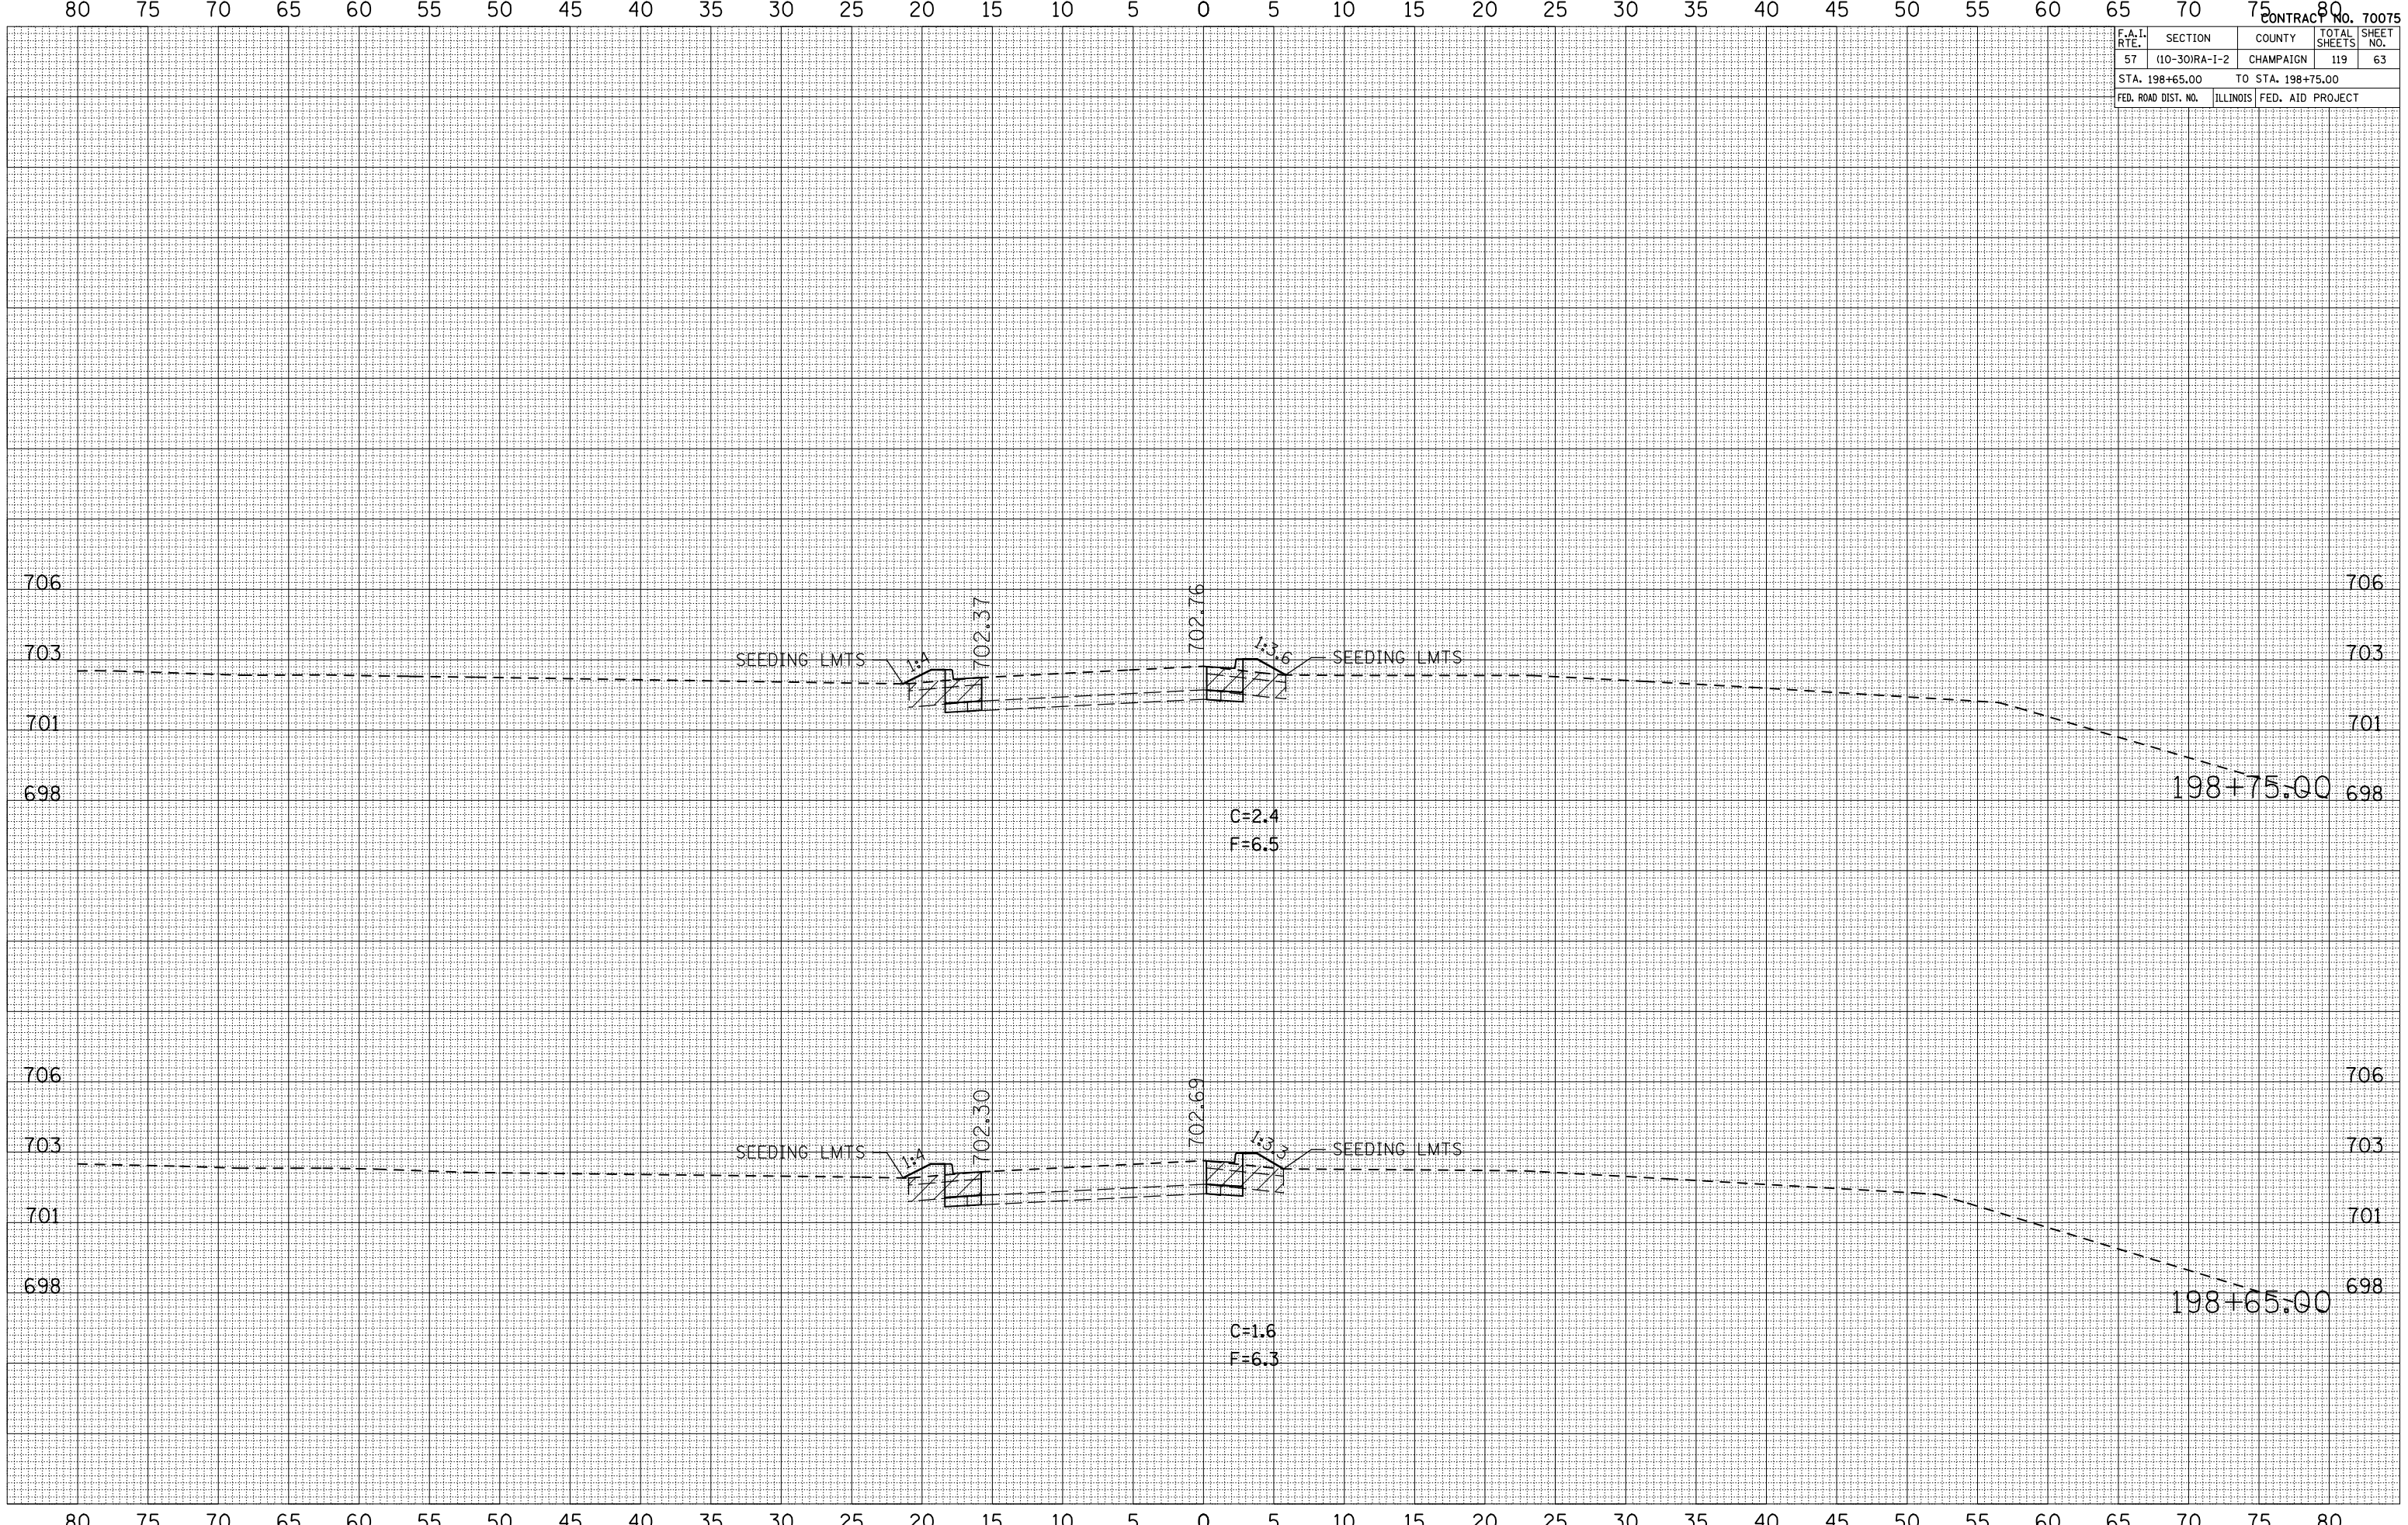 80 75 70 65 60 55 50 45 40 35 30 25 20 15 10 5 0 5 10 15 20 25 30 35 40 45 50 55 60 65 70 75 80
CONTRACT NO. 70075
F.A.I. RTE. SECTION COUNTY TOTAL SHEETS SHEET NO.
57 (10-30)RA-I-2 CHAMPAIGN 119 63
STA. 198+65.00 TO STA. 198+75.00
FED. ROAD DIST. NO. ILLINOIS FED. AID PROJECT
706 706
702.37 702.76
703 SEEDING LMTS 1:4 1:3.6 SEEDING LMTS 703
701 701
698 198+75.00 698
C=2.4
F=6.5
706 706
702.30 702.69
703 SEEDING LMTS 1:4 1:3.3 SEEDING LMTS 703
701 701
698 698
198+65.00
C=1.6
F=6.3
80 75 70 65 60 55 50 45 40 35 30 25 20 15 10 5 0 5 10 15 20 25 30 35 40 45 50 55 60 65 70 75 80